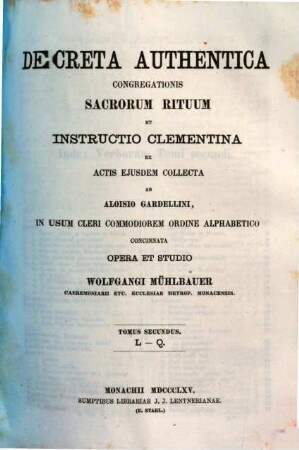 DECRETA AUTHENTICA
CONGREGATIONIS
SACRORUM RITUUM
ET
INSTRUCTIO CLEMENTINA
EX
ACTIS EJUSDEM COLLECTA
AB
ALOISIO GARDELLINI,
IN USUM CLERI COMMODIOREM ORDINE ALPHABETICO
CONCINNATA
OPERA ET STUDIO
WOLFGANGI MÜHLBAUER
CAEREMONIARII ETC. ECCLESIAE METROP. MONACENSIS.
TOMUS SECUNDUS.
L — Q.
MONACHII MDCCCLXV.
SUMPTIBUS LIBRARIAE J. J. LENTNERIANAE.
(E. STAHL.)